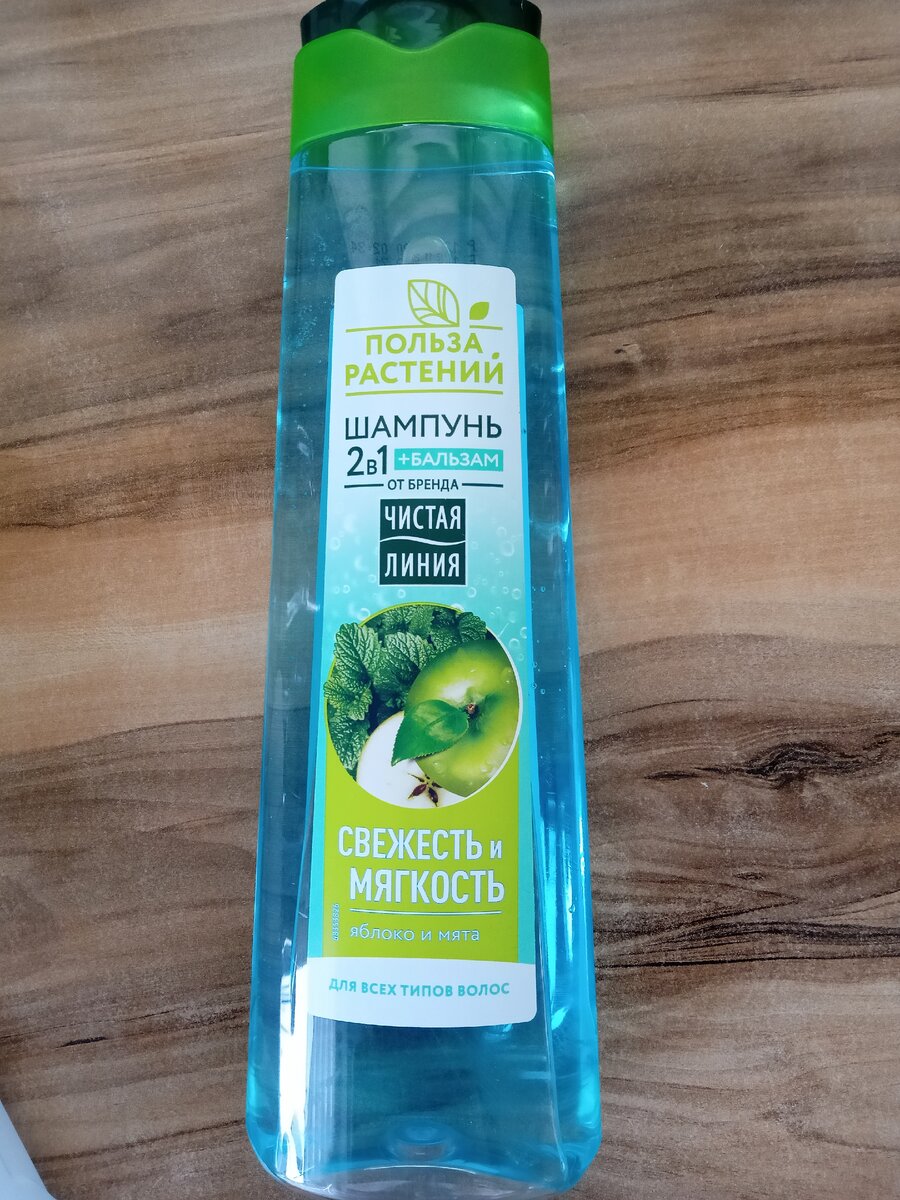 ПОЛЬЗА
РАСТЕНИЙ
ШАМПУНЬ
2в1 +БАЛЬЗАМ
ОТ БРЕНДА
ЧИСТАЯ
ЛИНИЯ
СВЕЖЕСТЬ и
МЯГКОСТЬ
яблоко и мята
ДЛЯ ВСЕХ ТИПОВ ВОЛОС